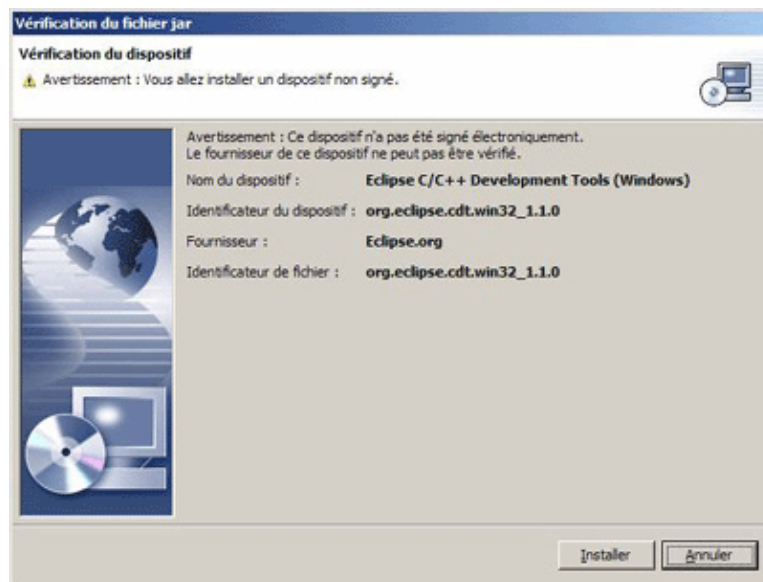 Vérification du fichier jar
Vérification du dispositif
Avertissement : Vous allez installer un dispositif non signé.
Avertissement : Ce dispositif n'a pas été signé électroniquement.
Le fournisseur de ce dispositif ne peut pas être vérifié.
Nom du dispositif : Eclipse C/C++ Development Tools (Windows)
Identificateur du dispositif : org.eclipse.cdt.win32_1.1.0
Fournisseur : Eclipse.org
Identificateur de fichier : org.eclipse.cdt.win32_1.1.0
Installer Annuler